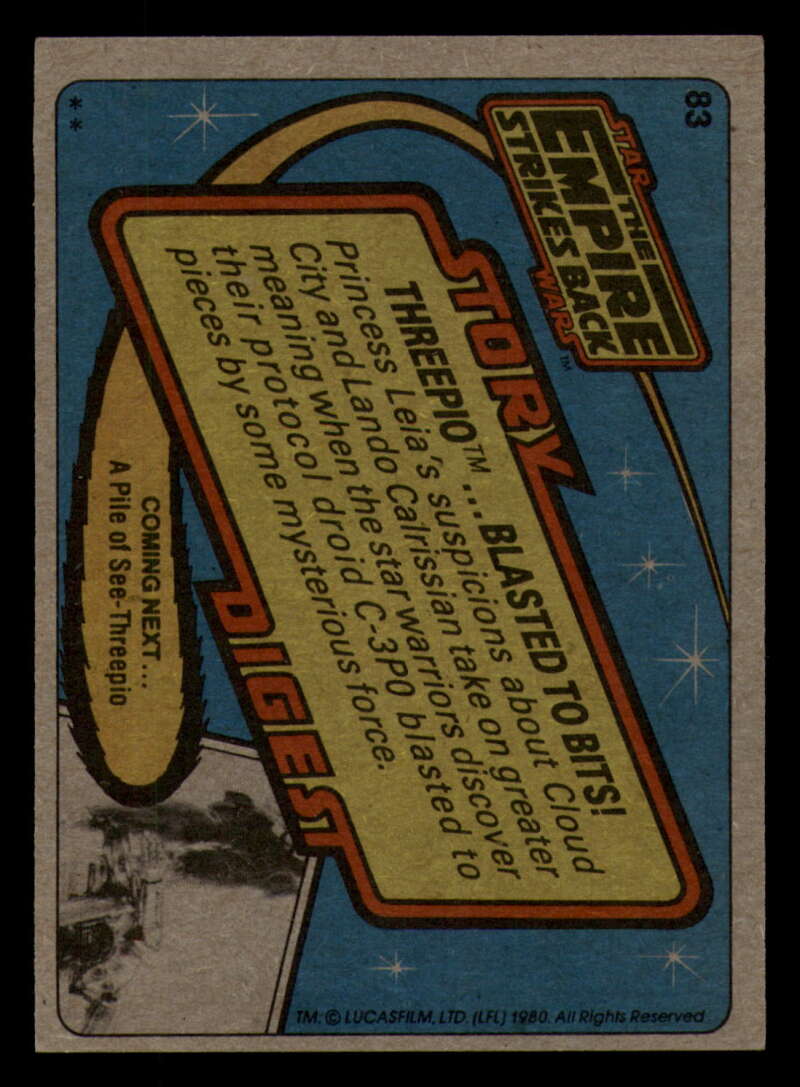 83
STAR
THE
EMPIRE
STRIKES BACK
WARS™
STORY
THREEPIO™ ... BLASTED TO BITS!
Princess Leia's suspicions about Cloud
City and Lando Calrissian take on greater
meaning when the star warriors discover
their protocol droid C-3PO blasted to
pieces by some mysterious force.
DIGEST
COMING NEXT ...
A Pile of See-Threepio
**
TM: © LUCASFILM, LTD. (LFL) 1980. All Rights Reserved